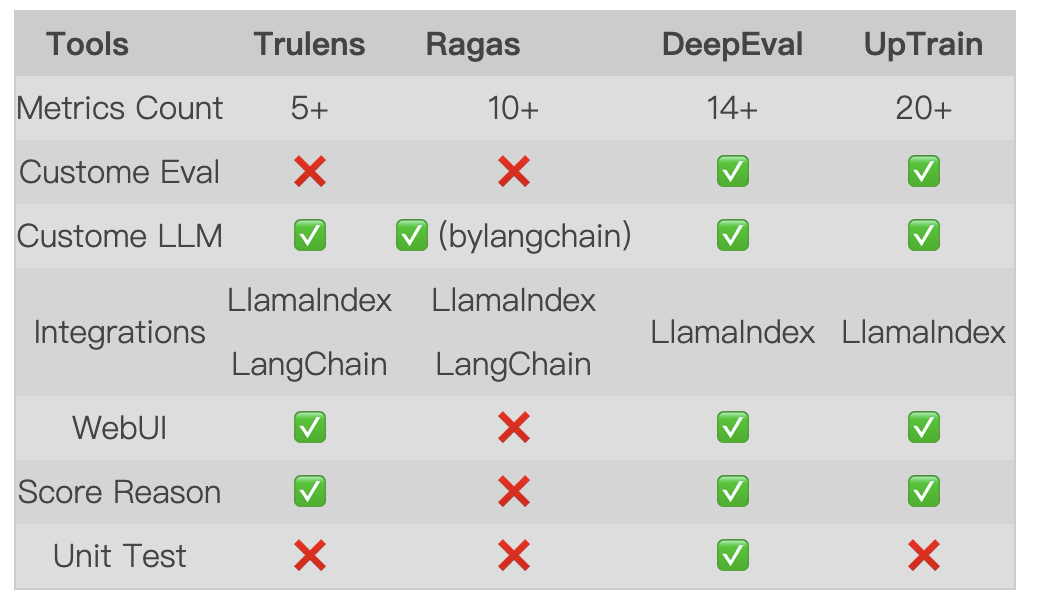 Tools Trulens Ragas DeepEval UpTrain
Metrics Count 5+ 10+ 14+ 20+
Custome Eval ❌ ❌ ✅ ✅
Custome LLM ✅ ✅ (bylangchain) ✅ ✅
LlamaIndex LlamaIndex
Integrations LlamaIndex LlamaIndex
LangChain LangChain
WebUI ✅ ❌ ✅ ✅
Score Reason ✅ ❌ ✅ ✅
Unit Test ❌ ❌ ✅ ❌